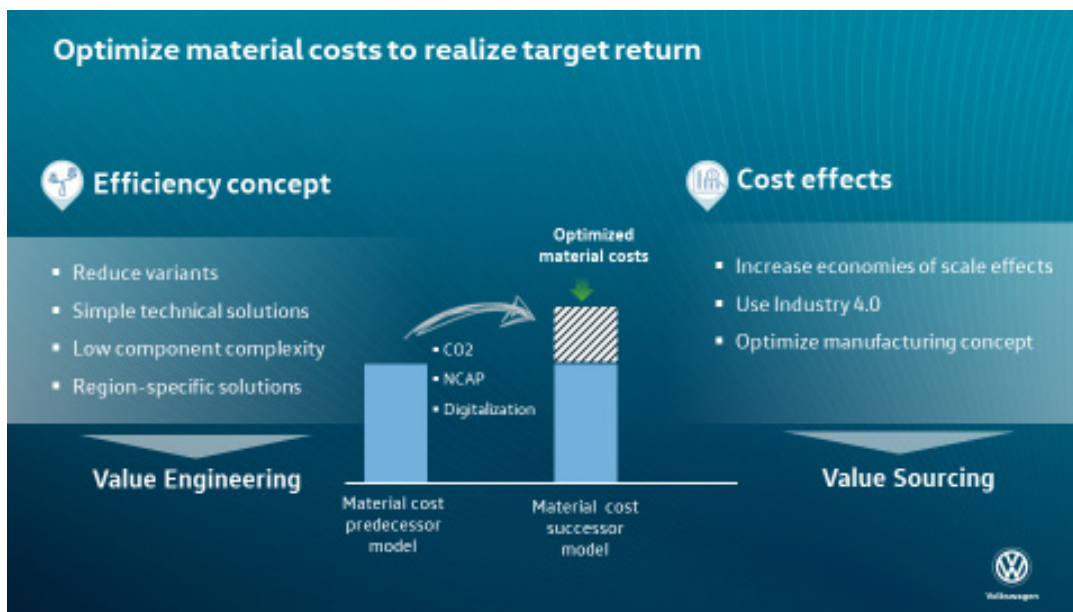 Optimize material costs to realize target return
Efficiency concept
▪ Reduce variants
▪ Simple technical solutions
▪ Low component complexity
▪ Region-specific solutions
Value Engineering
Optimized
material costs
▪ CO2
▪ NCAP
▪ Digitalization
Material cost
predecessor
model
Material cost
successor
model
Cost effects
▪ Increase economies of scale effects
▪ Use Industry 4.0
▪ Optimize manufacturing concept
Value Sourcing
Volkswagen